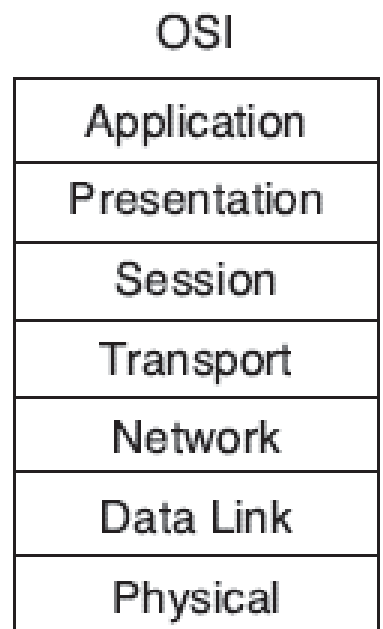 OSI
Application
Presentation
Session
Transport
Network
Data Link
Physical